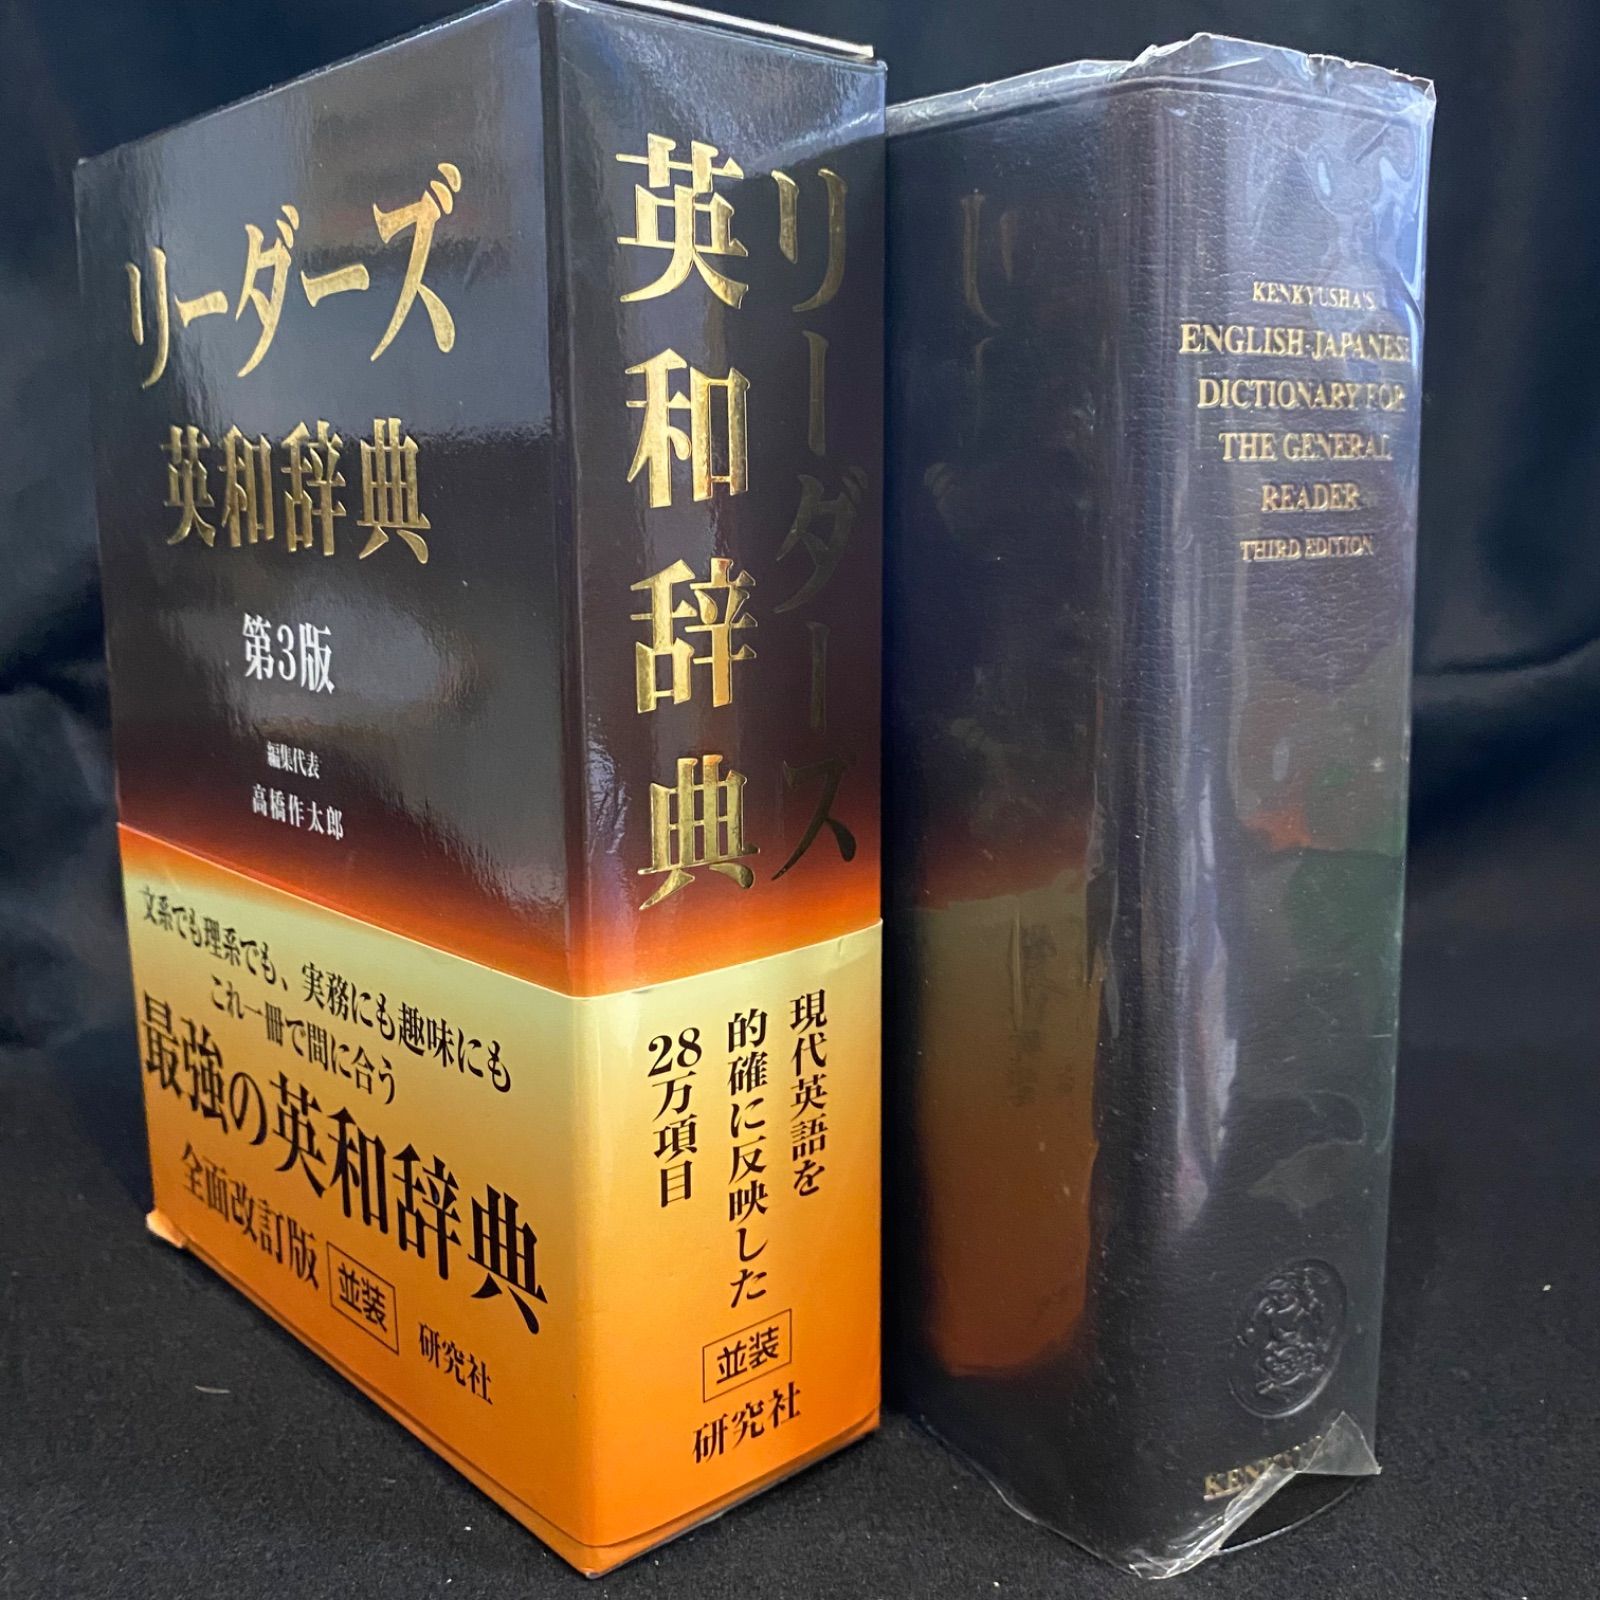 リーダーズ
英和辞典
第3版
編集代表
高橋作太郎
文系でも理系でも、実務にも趣味にも
これ一冊で間に合う
最強の英和辞典
全面改訂版 並装
研究社
リーダーズ
英和辞典
現代英語を
的確に反映した
28万項目
並装
研究社
KENKYUSHA'S
ENGLISH-JAPANESE
DICTIONARY FOR
THE GENERAL
READER
THIRD EDITION